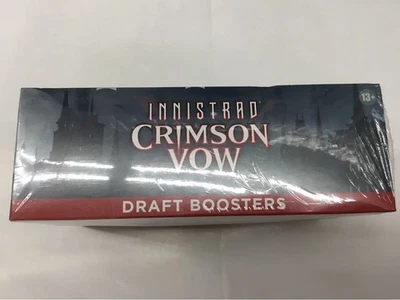 INNISTRAD
CRIMSON
VOW
13+
DRAFT BOOSTERS